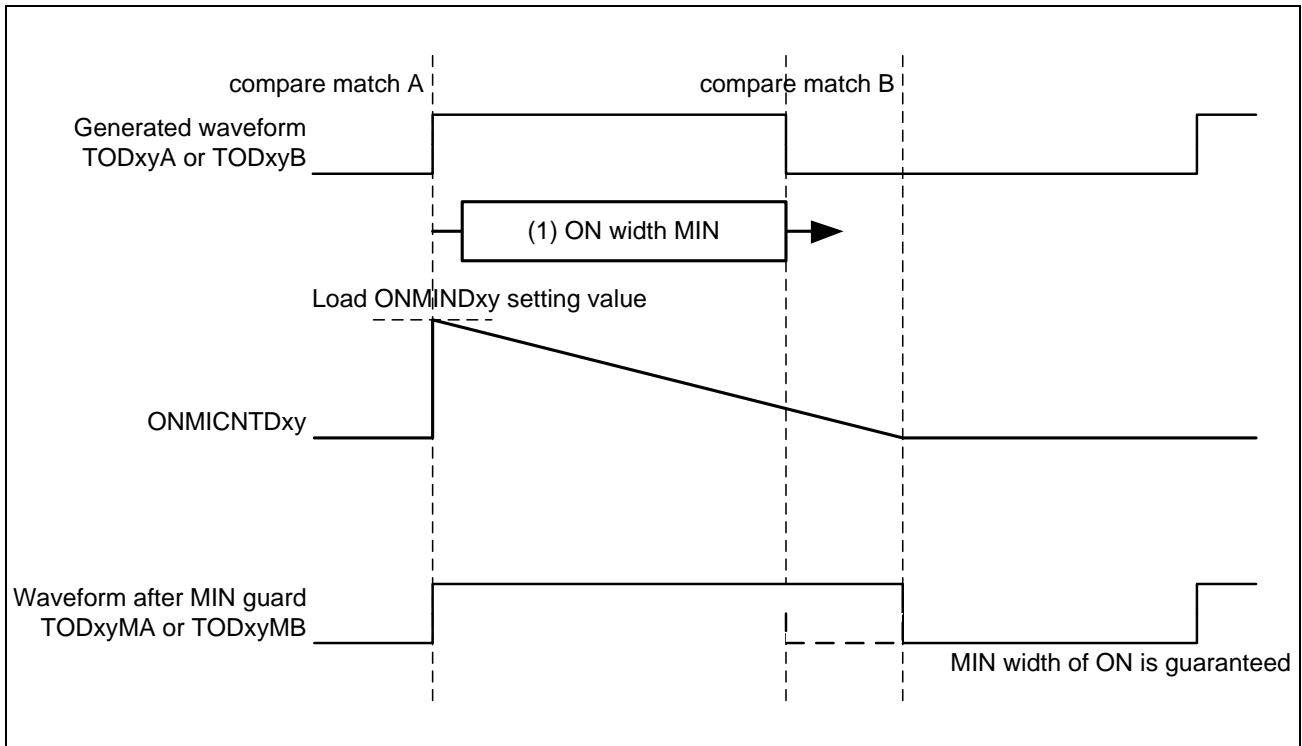 compare match A
compare match B
Generated waveform
TODxyA or TODxyB
(1) ON width MIN
Load ONMINDxy setting value
ONMICNTDxy
Waveform after MIN guard
TODxyMA or TODxyMB
MIN width of ON is guaranteed